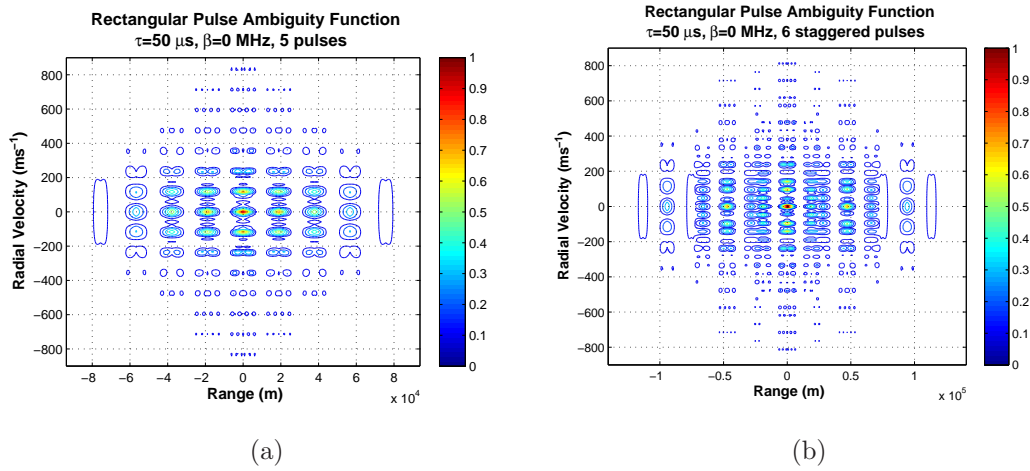 Rectangular Pulse Ambiguity Function
τ=50 μs, β=0 MHz, 5 pulses
800
600
400
200
0
−200
−400
−600
−800
Radial Velocity (ms⁻¹)
−8 −6 −4 −2 0 2 4 6 8
x 10⁴
Range (m)
1
0.9
0.8
0.7
0.6
0.5
0.4
0.3
0.2
0.1
0
(a)
Rectangular Pulse Ambiguity Function
τ=50 μs, β=0 MHz, 6 staggered pulses
800
600
400
200
0
−200
−400
−600
−800
Radial Velocity (ms⁻¹)
−1 −0.5 0 0.5 1
x 10⁵
Range (m)
1
0.9
0.8
0.7
0.6
0.5
0.4
0.3
0.2
0.1
0
(b)